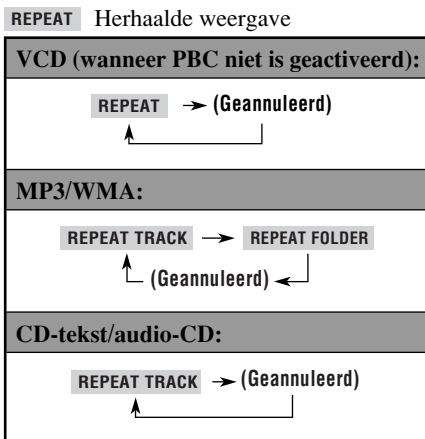 REPEAT Herhaalde weergave
VCD (wanneer PBC niet is geactiveerd):
REPEAT (Geannuleerd)
MP3/WMA:
REPEAT TRACK REPEAT FOLDER
(Geannuleerd)
CD-tekst/audio-CD:
REPEAT TRACK (Geannuleerd)